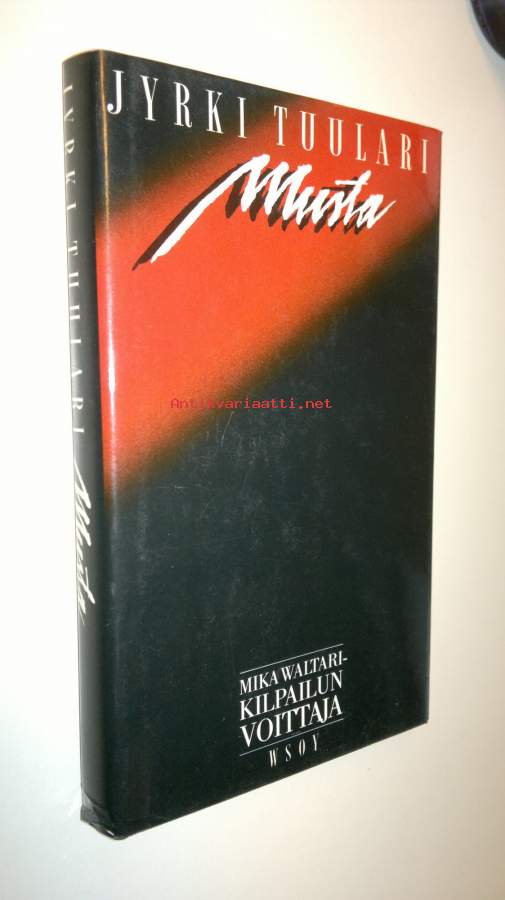 JYRKI TUULARI
Musta
Antikvariaatti.net
MIKA WALTARI-
KILPAILUN
VOITTAJA
WSOY
JYRKI TUULARI
Musta